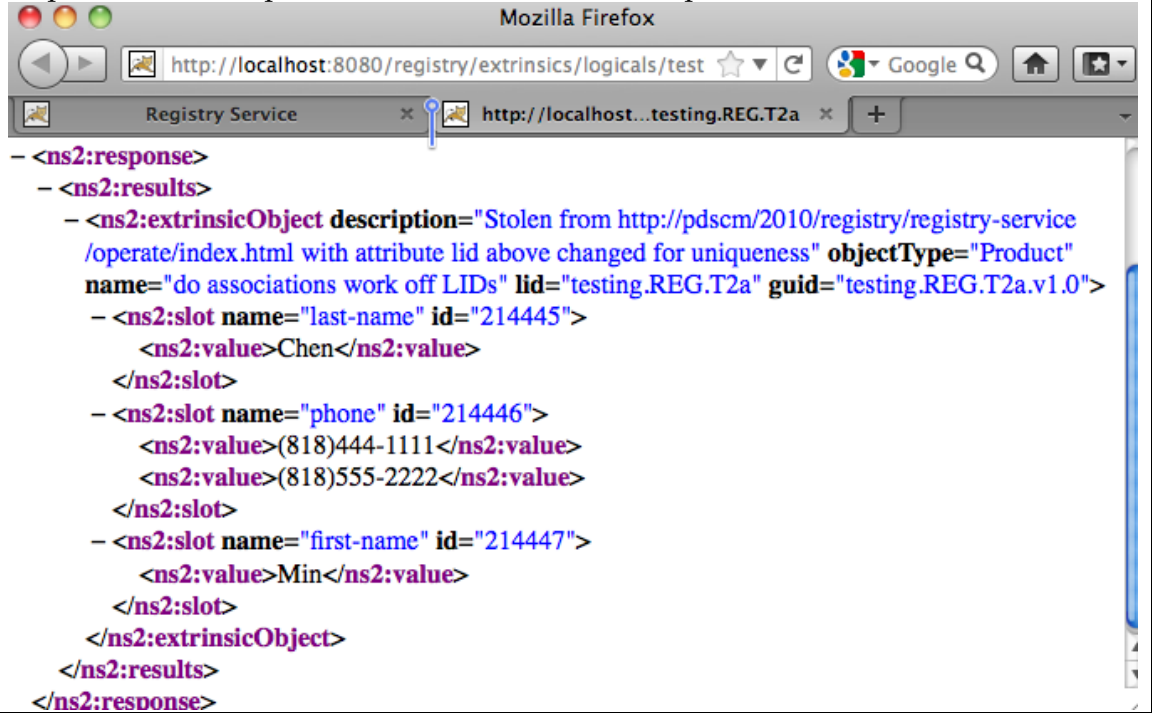 Mozilla Firefox
http://localhost:8080/registry/extrinsics/logicals/test
Google
Registry Service ×
http://localhost...testing.REG.T2a ×
+
– <ns2:response>
– <ns2:results>
– <ns2:extrinsicObject description="Stolen from http://pdscm/2010/registry/registry-service
/operate/index.html with attribute lid above changed for uniqueness" objectType="Product"
name="do associations work off LIDs" lid="testing.REG.T2a" guid="testing.REG.T2a.v1.0">
– <ns2:slot name="last-name" id="214445">
<ns2:value>Chen</ns2:value>
</ns2:slot>
– <ns2:slot name="phone" id="214446">
<ns2:value>(818)444-1111</ns2:value>
<ns2:value>(818)555-2222</ns2:value>
</ns2:slot>
– <ns2:slot name="first-name" id="214447">
<ns2:value>Min</ns2:value>
</ns2:slot>
</ns2:extrinsicObject>
</ns2:results>
</ns2:response>